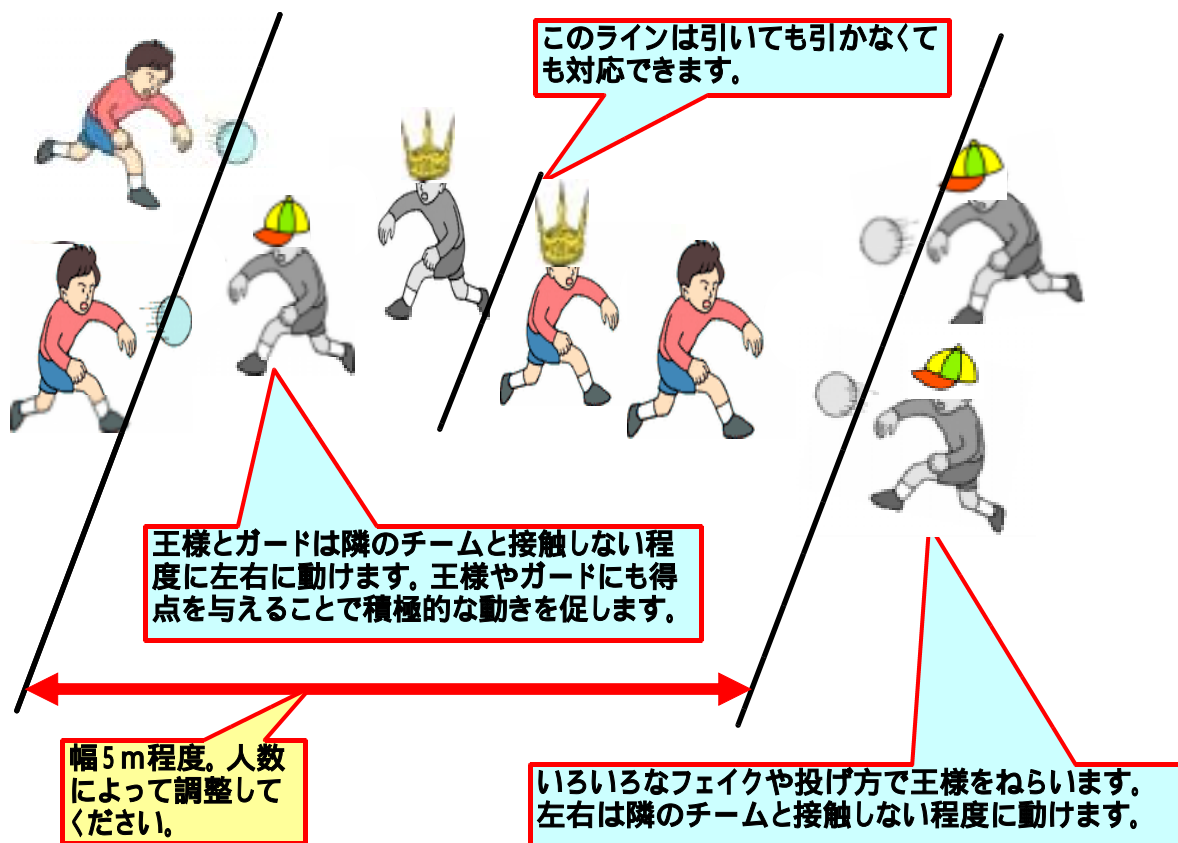 このラインは引いても引かなくて
も対応できます。
王様とガードは隣のチームと接触しない程
度に左右に動けます。王様やガードにも得
点を与えることで積極的な動きを促します。
幅5m程度。人数
によって調整して
ください。
いろいろなフェイクや投げ方で王様をねらいます。
左右は隣のチームと接触しない程度に動けます。